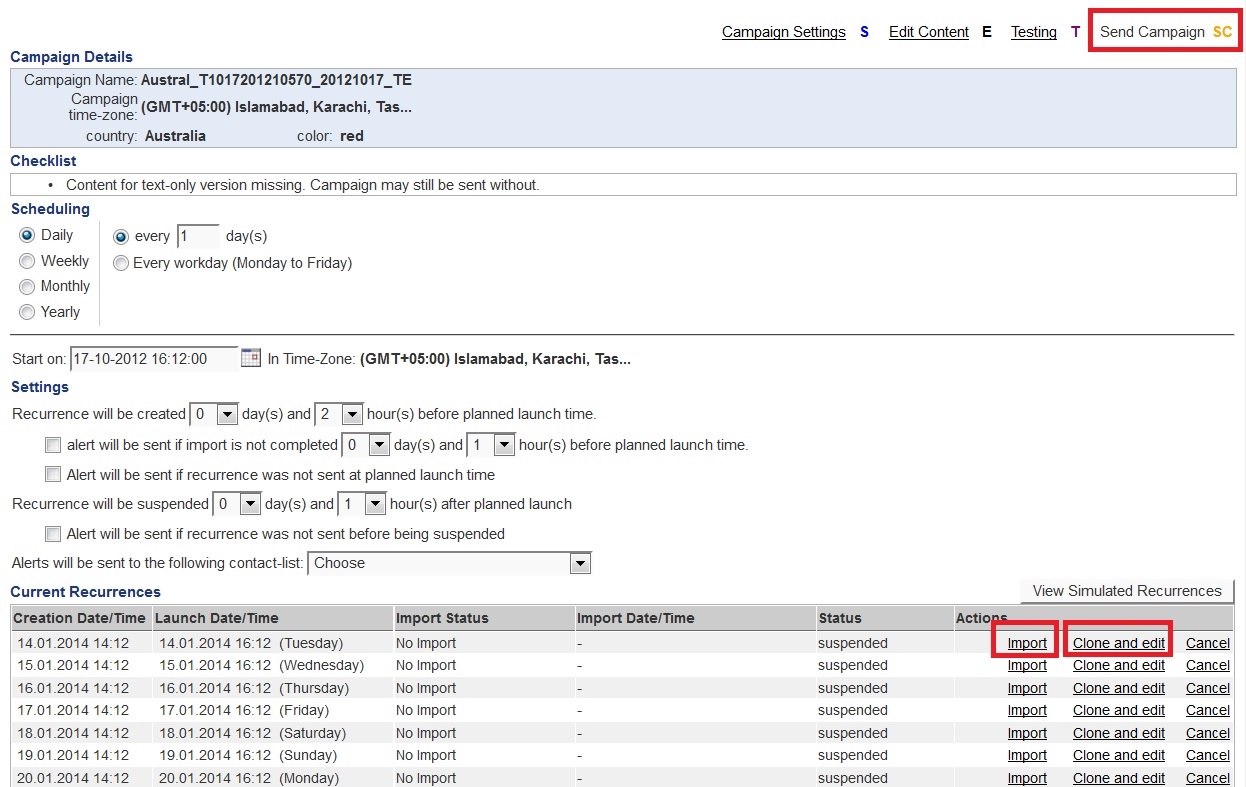 Campaign Settings S Edit Content E Testing T Send Campaign SC
Campaign Details
Campaign Name: Austral_T1017201210570_20121017_TE
Campaign time-zone: (GMT+05:00) Islamabad, Karachi, Tas...
country: Australia color: red
Checklist
• Content for text-only version missing. Campaign may still be sent without.
Scheduling
Daily every 1 day(s)
Weekly Every workday (Monday to Friday)
Monthly
Yearly
Start on: 17-10-2012 16:12:00 In Time-Zone: (GMT+05:00) Islamabad, Karachi, Tas...
Settings
Recurrence will be created 0 day(s) and 2 hour(s) before planned launch time.
alert will be sent if import is not completed 0 day(s) and 1 hour(s) before planned launch time.
Alert will be sent if recurrence was not sent at planned launch time
Recurrence will be suspended 0 day(s) and 1 hour(s) after planned launch
Alert will be sent if recurrence was not sent before being suspended
Alerts will be sent to the following contact-list: Choose
Current Recurrences View Simulated Recurrences
Creation Date/Time Launch Date/Time Import Status Import Date/Time Status Actions
14.01.2014 14:12 14.01.2014 16:12 (Tuesday) No Import - suspended Import Clone and edit Cancel
15.01.2014 14:12 15.01.2014 16:12 (Wednesday) No Import - suspended Import Clone and edit Cancel
16.01.2014 14:12 16.01.2014 16:12 (Thursday) No Import - suspended Import Clone and edit Cancel
17.01.2014 14:12 17.01.2014 16:12 (Friday) No Import - suspended Import Clone and edit Cancel
18.01.2014 14:12 18.01.2014 16:12 (Saturday) No Import - suspended Import Clone and edit Cancel
19.01.2014 14:12 19.01.2014 16:12 (Sunday) No Import - suspended Import Clone and edit Cancel
20.01.2014 14:12 20.01.2014 16:12 (Monday) No Import - suspended Import Clone and edit Cancel